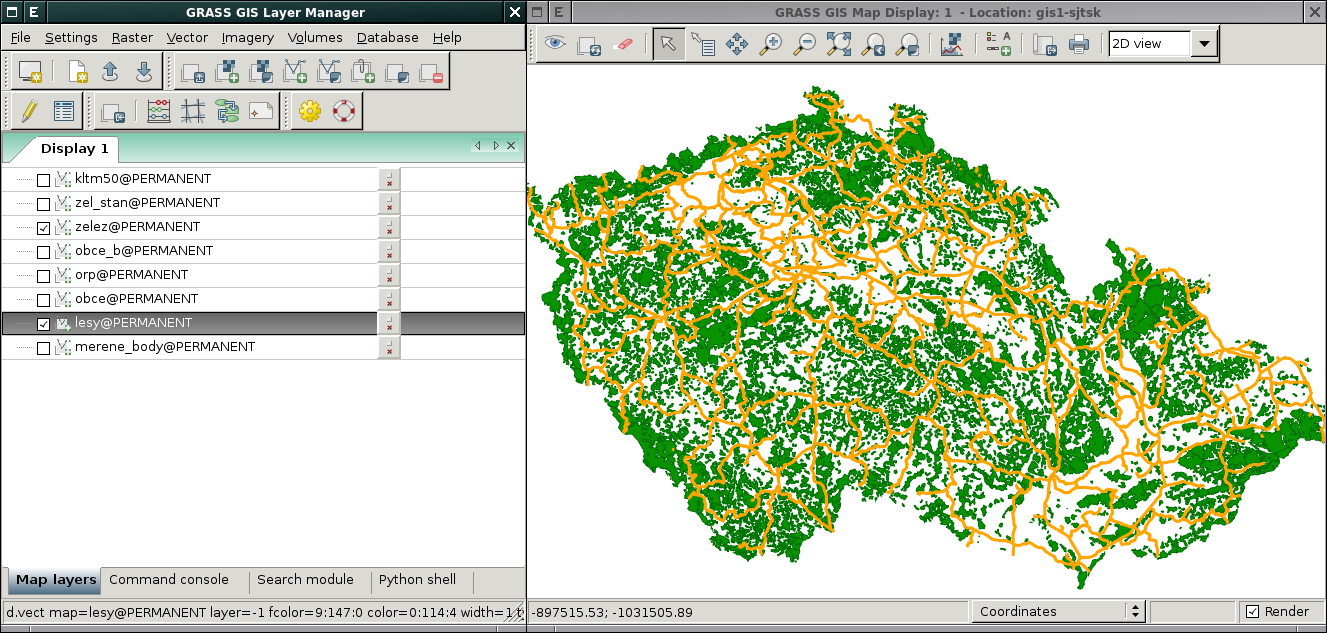 E GRASS GIS Layer Manager
File Settings Raster Vector Imagery Volumes Database Help
Display 1
kltm50@PERMANENT
zel_stan@PERMANENT
zelez@PERMANENT
obce_b@PERMANENT
orp@PERMANENT
obce@PERMANENT
lesy@PERMANENT
merene_body@PERMANENT
Map layers Command console Search module Python shell
d.vect map=lesy@PERMANENT layer=-1 fcolor=9:147:0 color=0:114:4 width=1
E GRASS GIS Map Display: 1 - Location: gis1-sjtsk
A
2D view
-897515.53; -1031505.89 Coordinates Render